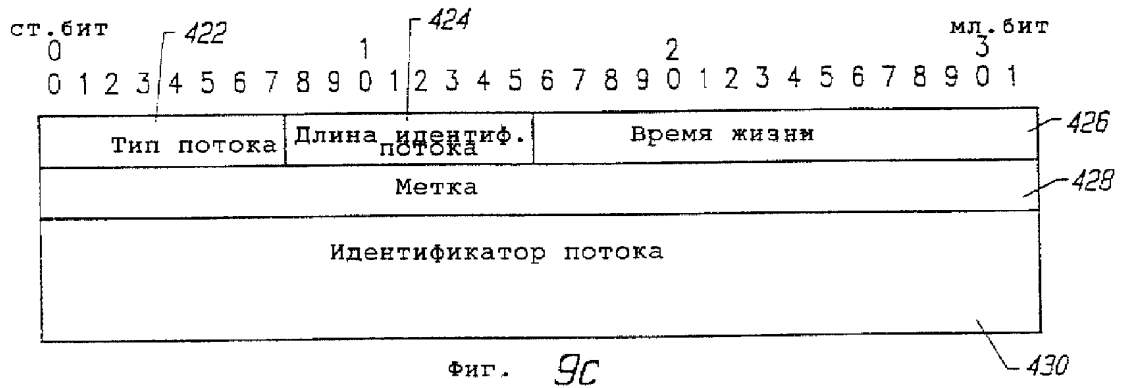 ст.бит 422 424 мл.бит
0 1 2 3
0 1 2 3 4 5 6 7 8 9 0 1 2 3 4 5 6 7 8 9 0 1 2 3 4 5 6 7 8 9 0 1
Тип потока Длина идентиф. потока Время жизни 426
Метка 428
Идентификатор потока
Фиг. 9c 430